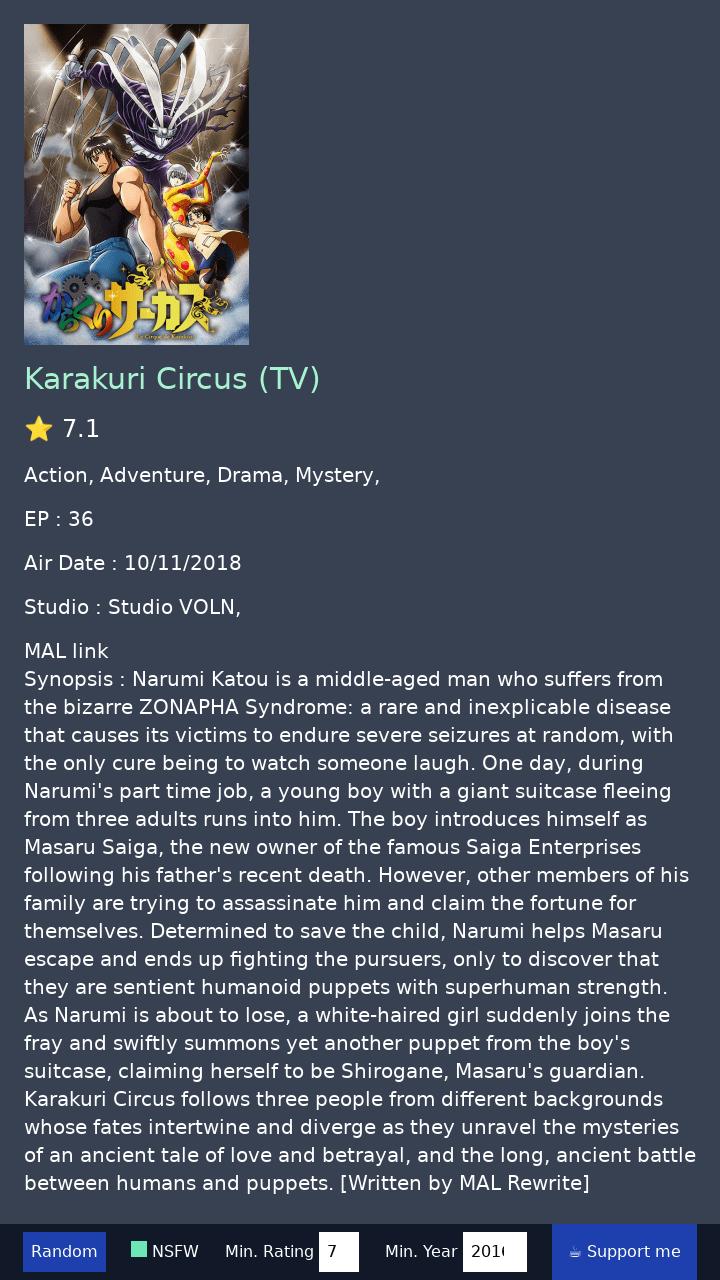 からくりサーカス
Le Cirque de Karakuri
Karakuri Circus (TV)
⭐ 7.1
Action, Adventure, Drama, Mystery,
EP : 36
Air Date : 10/11/2018
Studio : Studio VOLN,
MAL link
Synopsis : Narumi Katou is a middle-aged man who suffers from
the bizarre ZONAPHA Syndrome: a rare and inexplicable disease
that causes its victims to endure severe seizures at random, with
the only cure being to watch someone laugh. One day, during
Narumi's part time job, a young boy with a giant suitcase fleeing
from three adults runs into him. The boy introduces himself as
Masaru Saiga, the new owner of the famous Saiga Enterprises
following his father's recent death. However, other members of his
family are trying to assassinate him and claim the fortune for
themselves. Determined to save the child, Narumi helps Masaru
escape and ends up fighting the pursuers, only to discover that
they are sentient humanoid puppets with superhuman strength.
As Narumi is about to lose, a white-haired girl suddenly joins the
fray and swiftly summons yet another puppet from the boy's
suitcase, claiming herself to be Shirogane, Masaru's guardian.
Karakuri Circus follows three people from different backgrounds
whose fates intertwine and diverge as they unravel the mysteries
of an ancient tale of love and betrayal, and the long, ancient battle
between humans and puppets. [Written by MAL Rewrite]
Random NSFW Min. Rating 7 Min. Year 2010 ☕ Support me